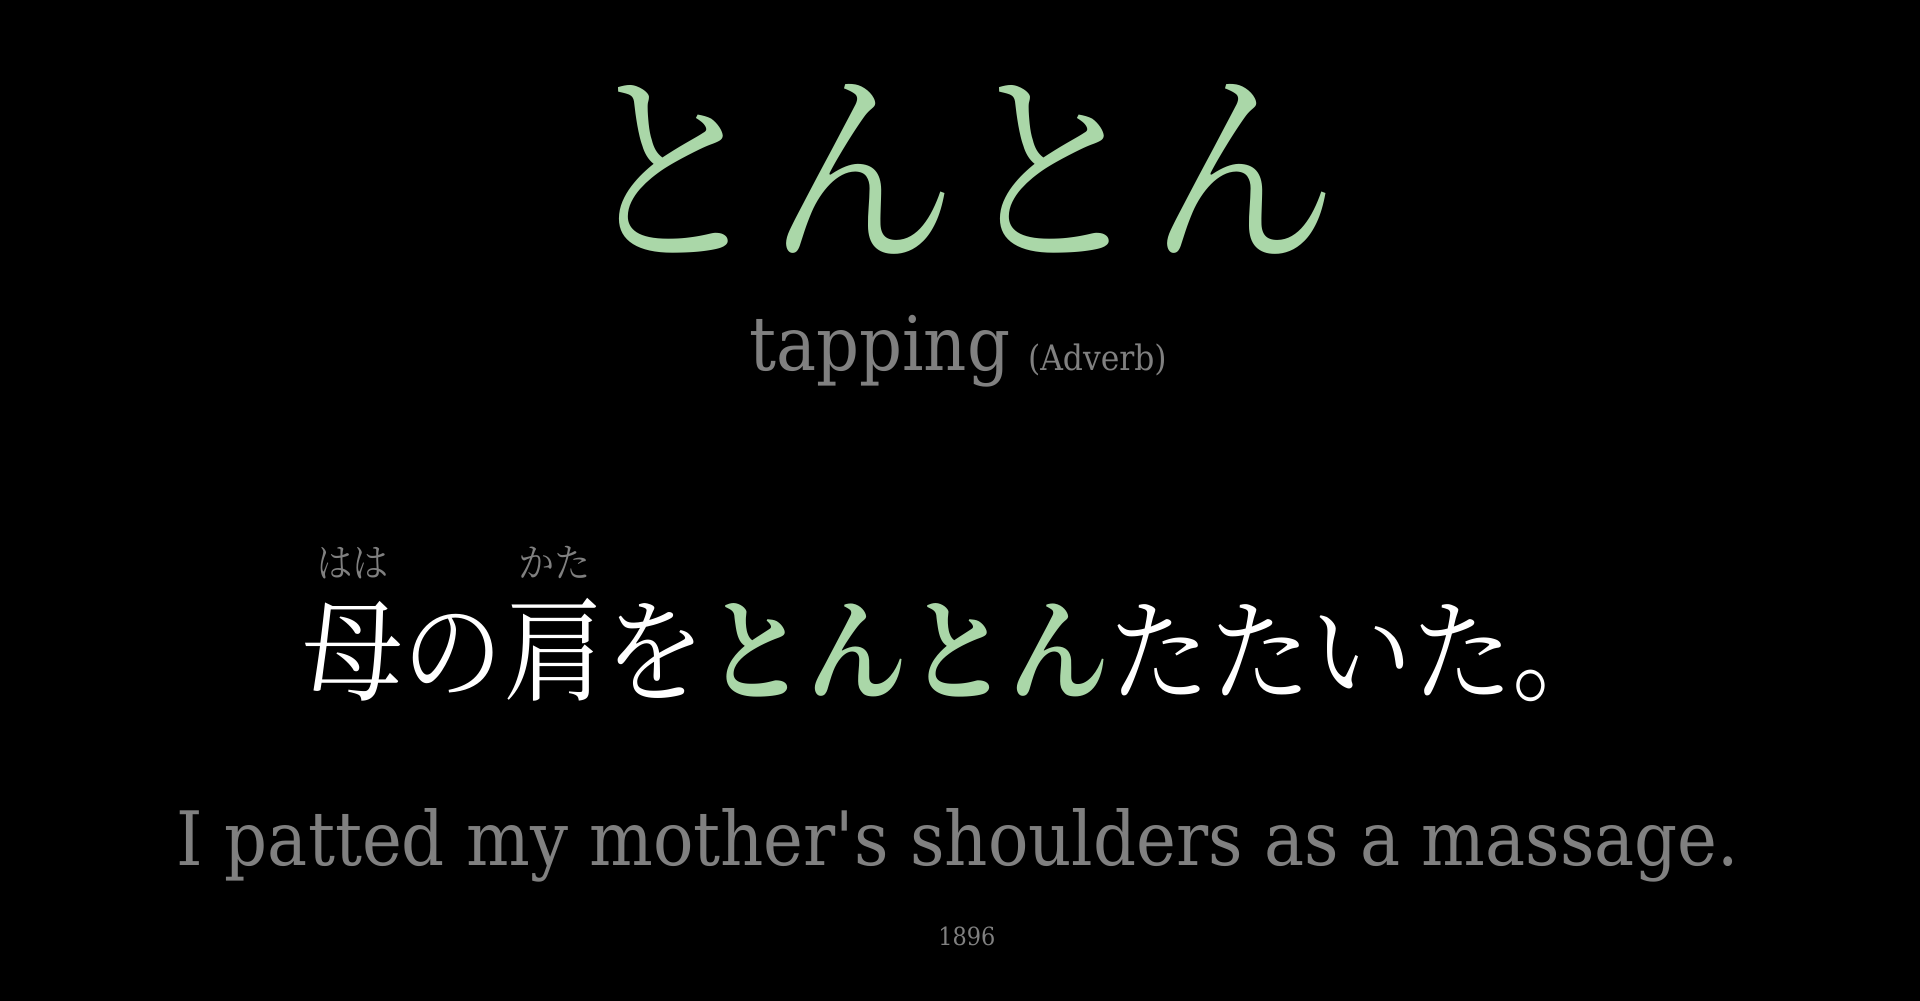 とんとん
tapping (Adverb)
はは かた
母の肩をとんとんたたいた。
I patted my mother's shoulders as a massage.
1896